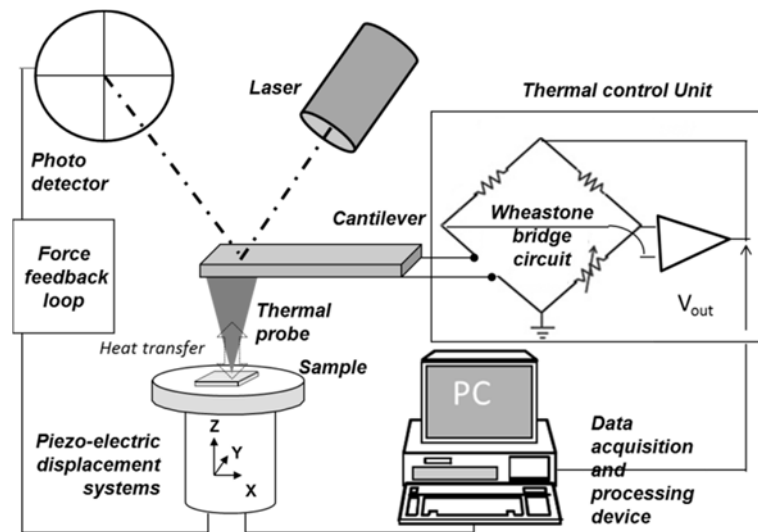 Laser
Thermal control Unit
Photo
detector
Cantilever
Wheastone
bridge
circuit
Force
feedback
loop
Thermal
probe
Vout
Heat transfer
Sample
PC
Z
Y
X
Piezo-electric
displacement
systems
Data
acquisition
and
processing
device